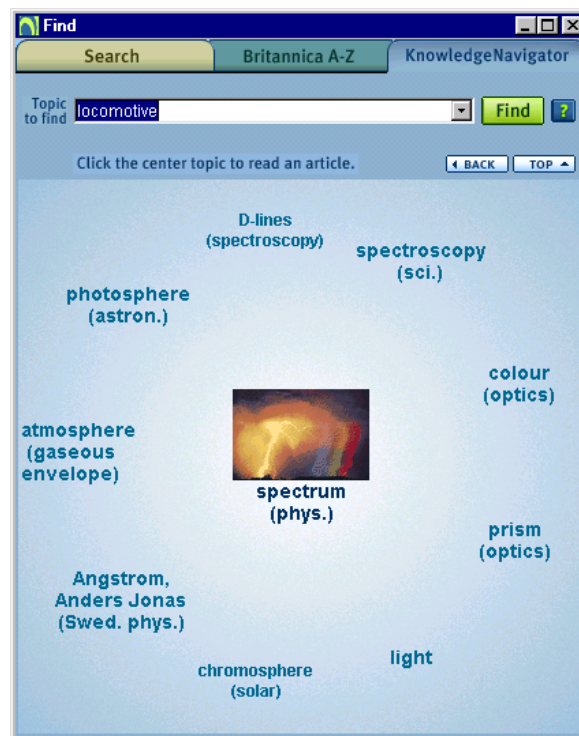 Find
Search
Britannica A-Z
KnowledgeNavigator
Topic
to find
locomotive
Find
?
Click the center topic to read an article.
BACK
TOP
D-lines
(spectroscopy)
spectroscopy
(sci.)
photosphere
(astron.)
colour
(optics)
atmosphere
(gaseous
envelope)
spectrum
(phys.)
prism
(optics)
Angstrom,
Anders Jonas
(Swed. phys.)
light
chromosphere
(solar)